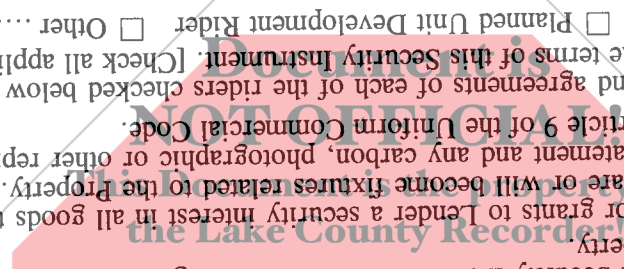 erty.
or grants to Lender a security interest in all goods
are or will become fixtures related to the Property.
atement and any carbon, photographic or other rep
rticle 9 of the Uniform Commercial Code.
nd agreements of each of the riders checked below
e terms of this Security Instrument. [Check all appli
☐ Planned Unit Development Rider ☐ Other ....
Document is
NOT OFFICIAL!
This Document is the proper
the Lake County Recorder!